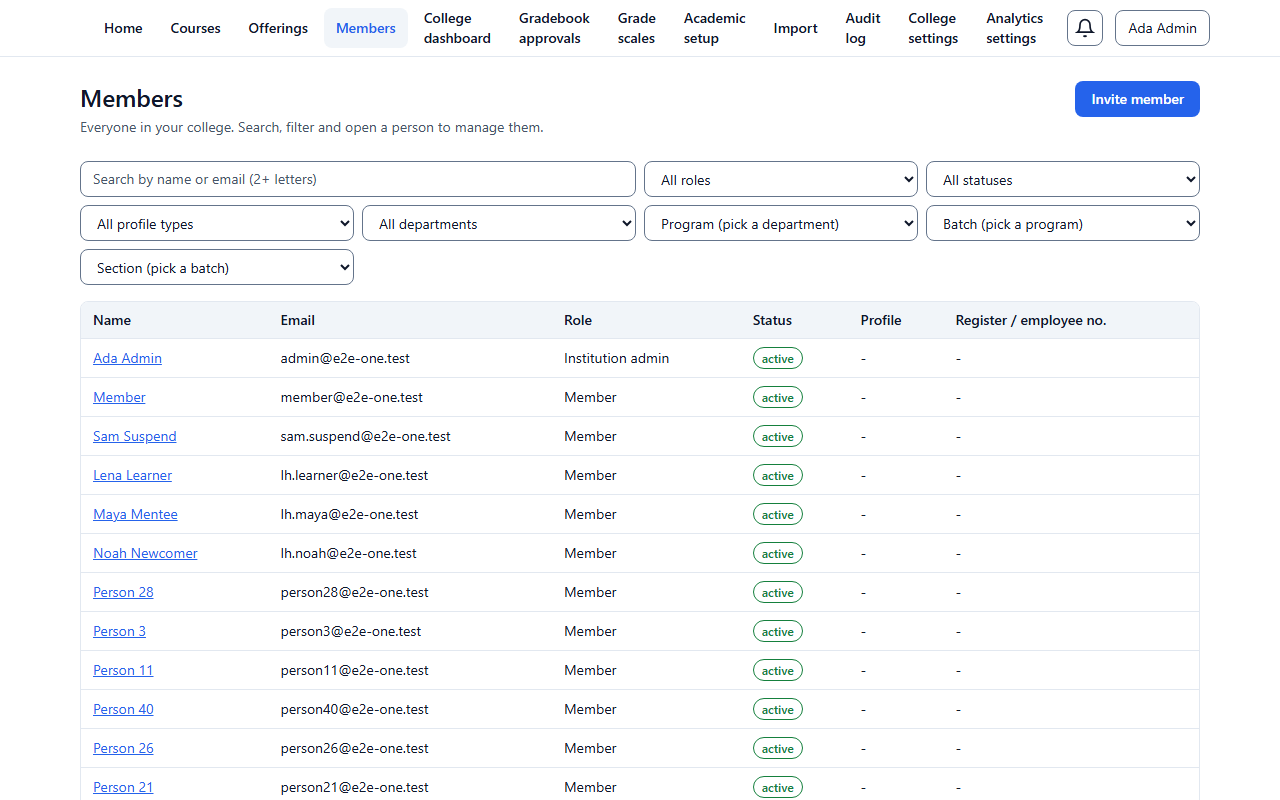 Home Courses Offerings Members College dashboard Gradebook approvals Grade scales Academic setup Import Audit log College settings Analytics settings Ada Admin
Members
Invite member
Everyone in your college. Search, filter and open a person to manage them.
Search by name or email (2+ letters) All roles All statuses
All profile types All departments Program (pick a department) Batch (pick a program)
Section (pick a batch)
Name Email Role Status Profile Register / employee no.
Ada Admin admin@e2e-one.test Institution admin active - -
Member member@e2e-one.test Member active - -
Sam Suspend sam.suspend@e2e-one.test Member active - -
Lena Learner lh.learner@e2e-one.test Member active - -
Maya Mentee lh.maya@e2e-one.test Member active - -
Noah Newcomer lh.noah@e2e-one.test Member active - -
Person 28 person28@e2e-one.test Member active - -
Person 3 person3@e2e-one.test Member active - -
Person 11 person11@e2e-one.test Member active - -
Person 40 person40@e2e-one.test Member active - -
Person 26 person26@e2e-one.test Member active - -
Person 21 person21@e2e-one.test Member active - -